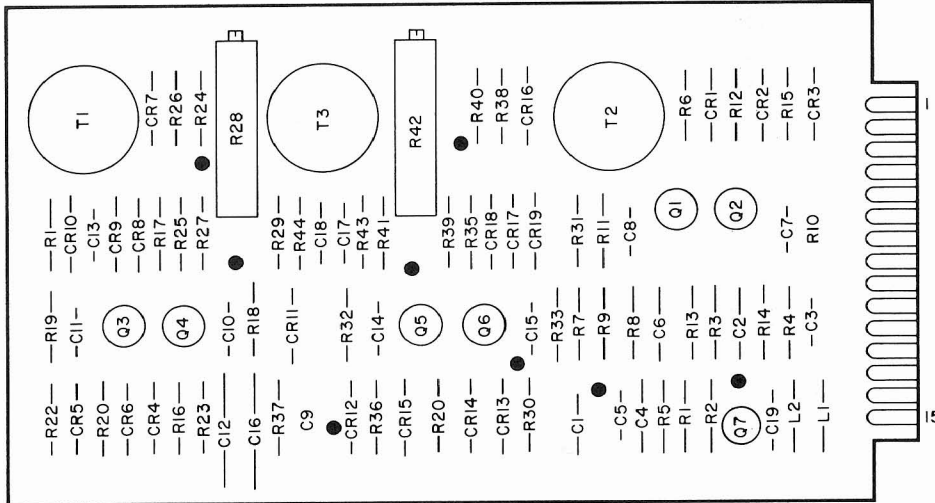 T1
CR7
R26
R24
R28
T3
R42
R40
R38
CR16
T2
R6
CR1
R12
CR2
R15
CR3
1
R1
CR10
C13
CR9
CR8
R17
R25
R27
R29
R44
C18
C17
R43
R41
R39
R35
CR18
CR17
CR19
R31
R11
C8
Q1
Q2
C7
R10
R19
C11
Q3
Q4
C10
R18
CR11
R32
C14
Q5
Q6
C15
R33
R7
R9
R8
C6
R13
R3
C2
R14
R4
C3
R22
CR5
R20
CR6
CR4
R16
R23
C12
C16
R37
C9
CR12
R36
CR15
R20
CR14
CR13
R30
C1
C5
C4
R5
R1
R2
Q7
C19
L2
L1
15